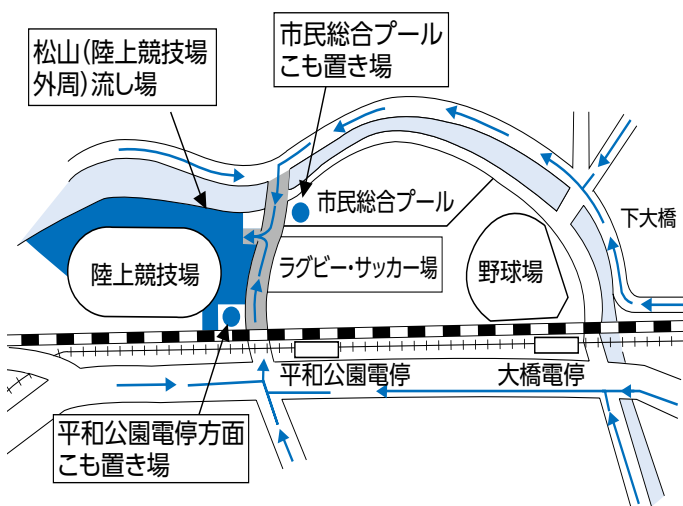 松山(陸上競技場
外周)流し場
市民総合プール
こも置き場
市民総合プール
下大橋
陸上競技場
ラグビー・サッカー場
野球場
平和公園電停
大橋電停
平和公園電停方面
こも置き場